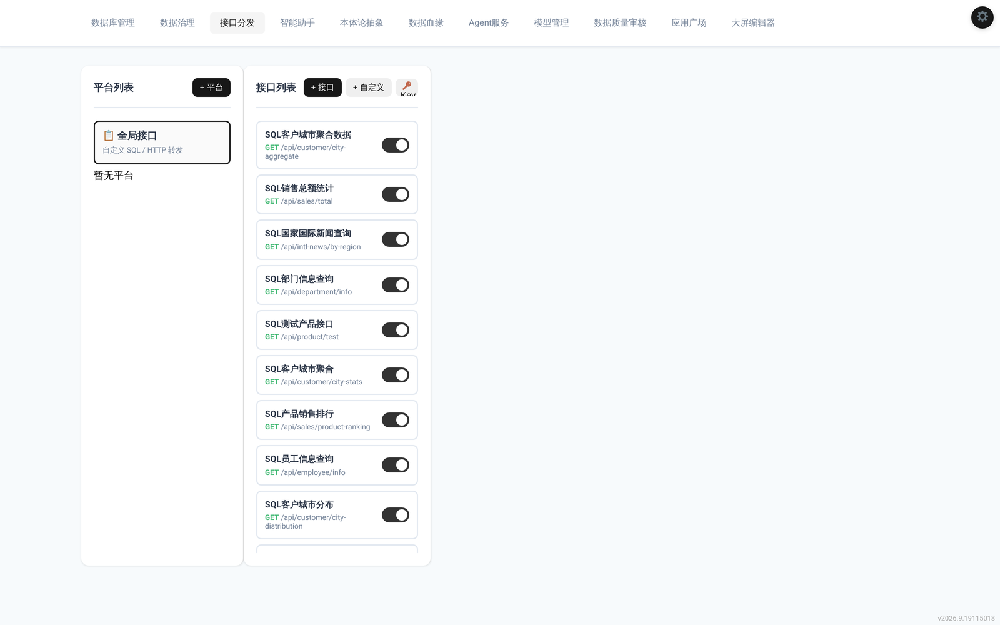 数据库管理
数据治理
接口分发
智能助手
本体论抽象
数据血缘
Agent服务
模型管理
数据质量审核
应用广场
大屏编辑器
平台列表
+ 平台
全局接口
自定义 SQL / HTTP 转发
暂无平台
接口列表
+ 接口
+ 自定义
Key
SQL客户城市聚合数据
GET /api/customer/city-
aggregate
SQL销售总额统计
GET /api/sales/total
SQL国家国际新闻查询
GET /api/intl-news/by-region
SQL部门信息查询
GET /api/department/info
SQL测试产品接口
GET /api/product/test
SQL客户城市聚合
GET /api/customer/city-stats
SQL产品销售排行
GET /api/sales/product-ranking
SQL员工信息查询
GET /api/employee/info
SQL客户城市分布
GET /api/customer/city-
distribution
v2026.9.19115018